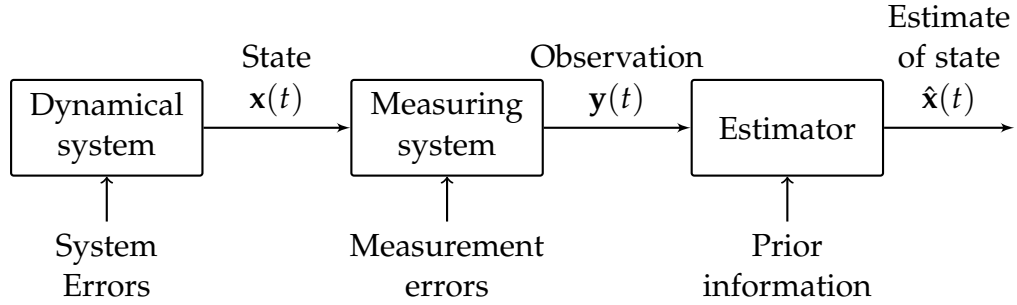 State
x(t)
Observation
y(t)
Estimate
of state
x̂(t)
Dynamical
system
Measuring
system
Estimator
System
Errors
Measurement
errors
Prior
information